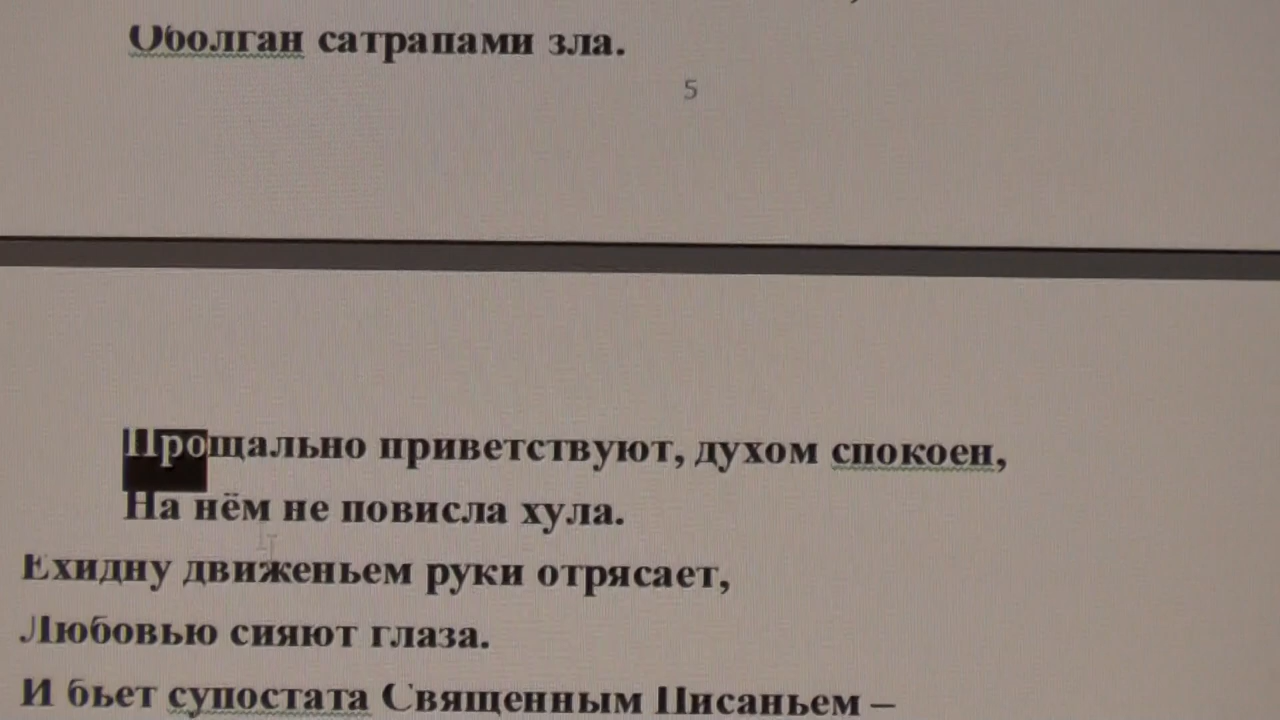 Оболган сатрапами зла.
5
Прощально приветствуют, духом спокоен,
На нём не повисла хула.
Ехидну движеньем руки отрясает,
Любовью сияют глаза.
И бьет супостата Священным Писаньем –